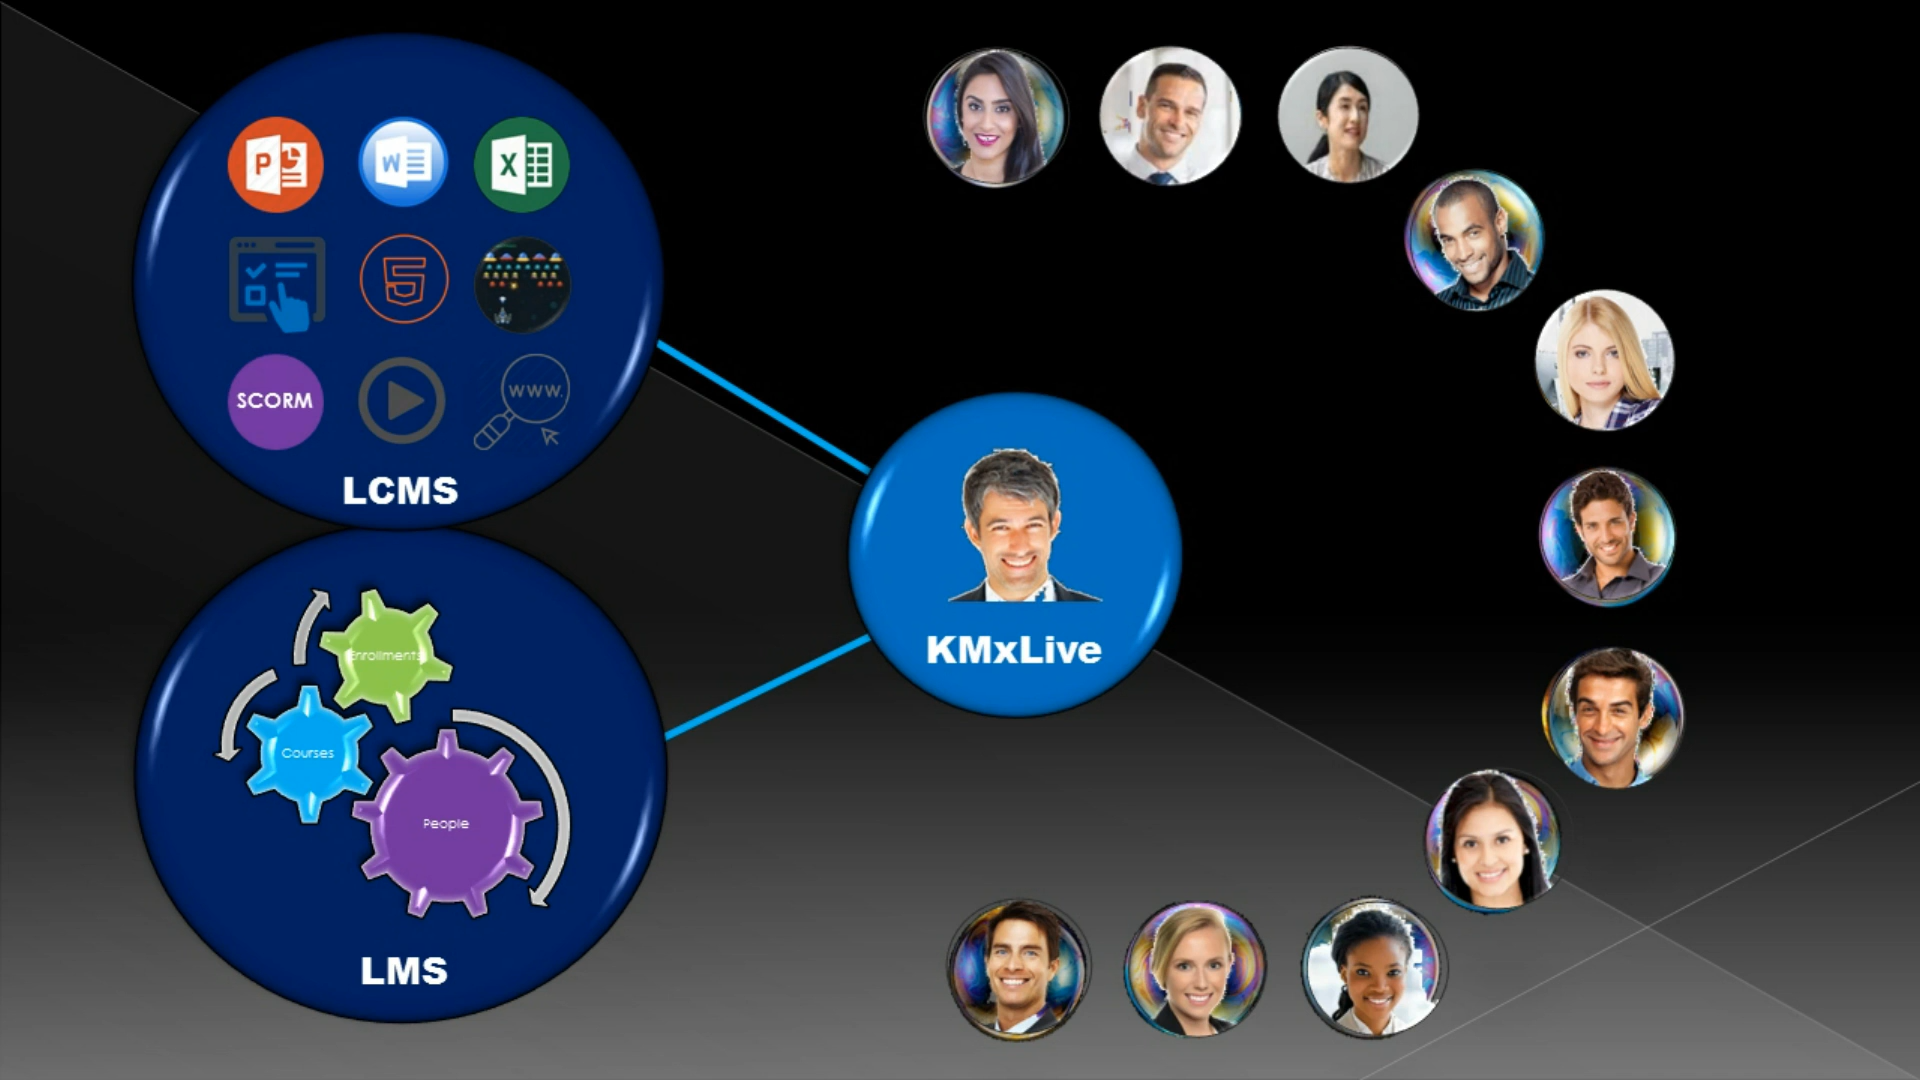 P
W
X
5
SCORM
WWW.
LCMS
Enrollments
Courses
People
LMS
KMxLive